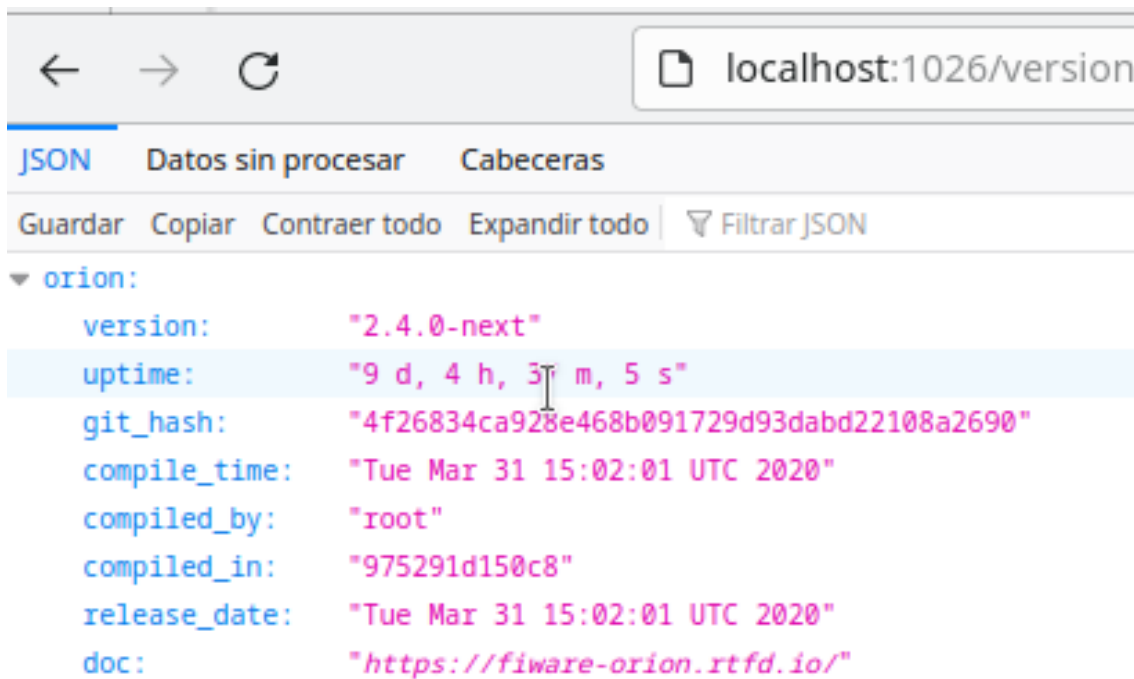 localhost:1026/version
JSON Datos sin procesar Cabeceras
Guardar Copiar Contraer todo Expandir todo Filtrar JSON
orion:
version: "2.4.0-next"
uptime: "9 d, 4 h, m, 5 s"
git_hash: "4f26834ca928e468b091729d93dabd22108a2690"
compile_time: "Tue Mar 31 15:02:01 UTC 2020"
compiled_by: "root"
compiled_in: "975291d150c8"
release_date: "Tue Mar 31 15:02:01 UTC 2020"
doc: "https://fiware-orion.rtfd.io/"